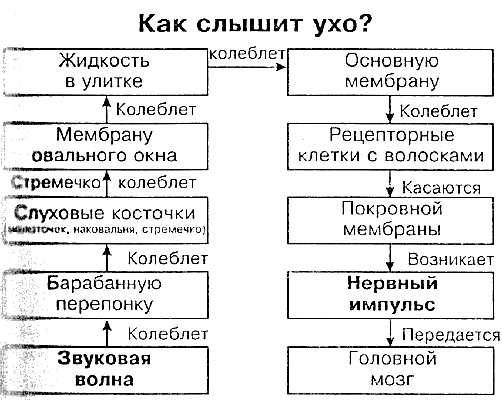 Как слышит ухо?
Жидкость
в улитке
Колеблет
Мембрану
овального окна
Стремечко колеблет
Слуховые косточки
(молоточек, наковальня, стремечко)
Колеблет
Барабанную
перепонку
Колеблет
Звуковая
волна
колеблет
Основную
мембрану
Колеблет
Рецепторные
клетки с волосками
Касаются
Покровной
мембраны
Возникает
Нервный
импульс
Передается
Головной
мозг